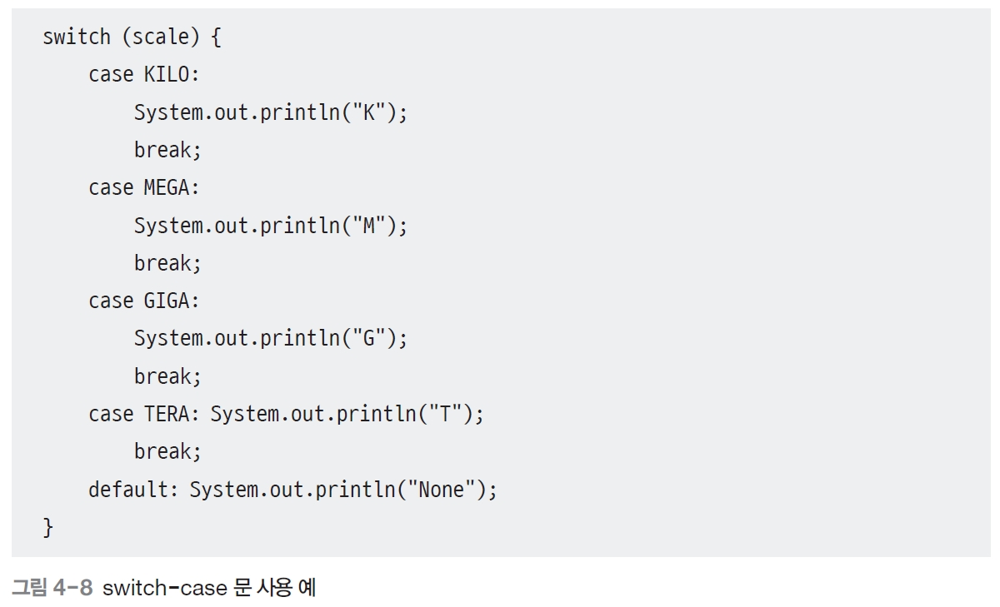 switch (scale) {
    case KILO:
        System.out.println("K");
        break;
    case MEGA:
        System.out.println("M");
        break;
    case GIGA:
        System.out.println("G");
        break;
    case TERA: System.out.println("T");
        break;
    default: System.out.println("None");
}
그림 4-8 switch-case 문 사용 예